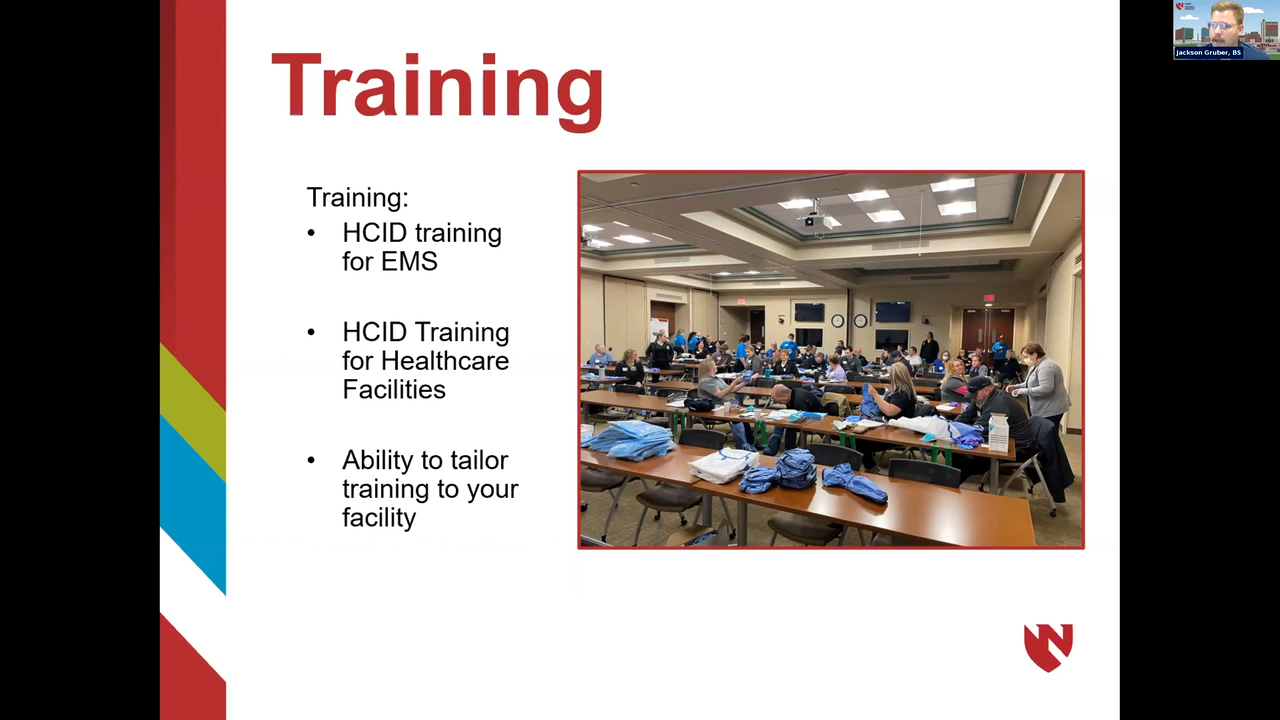 Training
Training:
• HCID training
for EMS
• HCID Training
for Healthcare
Facilities
• Ability to tailor
training to your
facility
Jackson Gruber, BS